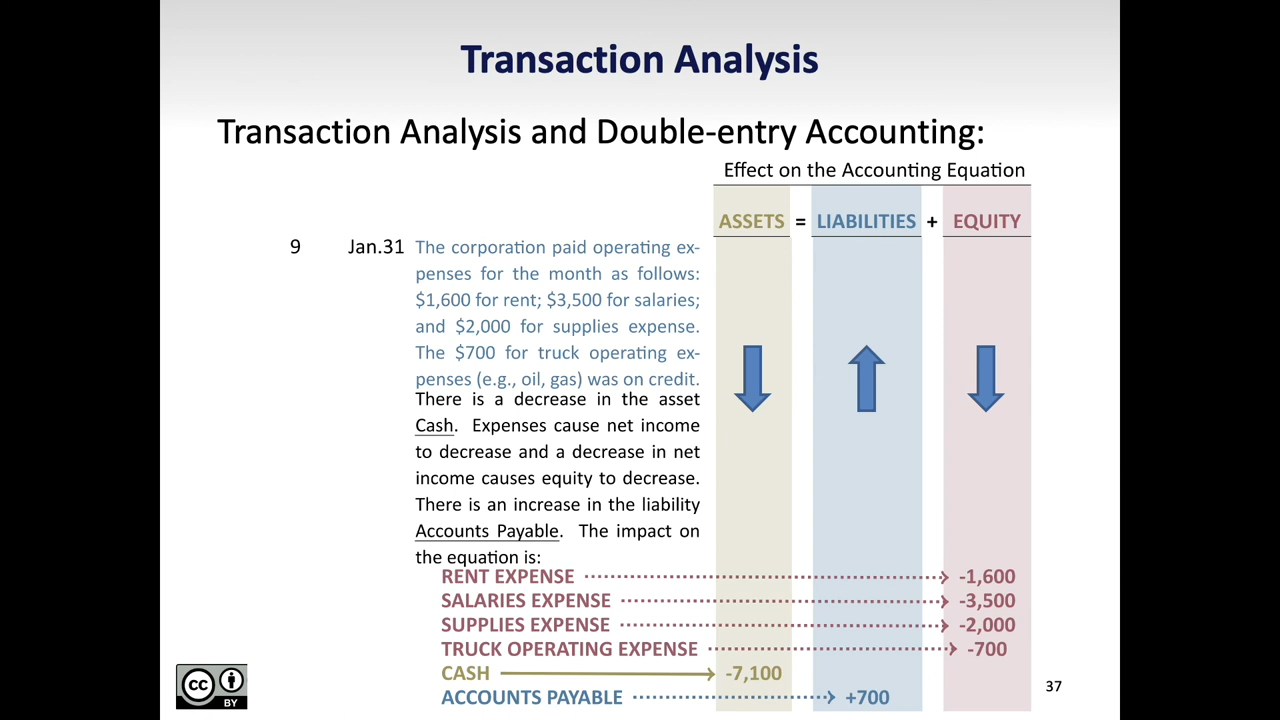 Transaction Analysis
Transaction Analysis and Double-entry Accounting:
Effect on the Accounting Equation
ASSETS = LIABILITIES + EQUITY
9 Jan.31 The corporation paid operating ex-
penses for the month as follows:
$1,600 for rent; $3,500 for salaries;
and $2,000 for supplies expense.
The $700 for truck operating ex-
penses (e.g., oil, gas) was on credit.
There is a decrease in the asset
Cash. Expenses cause net income
to decrease and a decrease in net
income causes equity to decrease.
There is an increase in the liability
Accounts Payable. The impact on
the equation is:
RENT EXPENSE -1,600
SALARIES EXPENSE -3,500
SUPPLIES EXPENSE -2,000
TRUCK OPERATING EXPENSE -700
CASH -7,100
ACCOUNTS PAYABLE +700
37
cc
BY